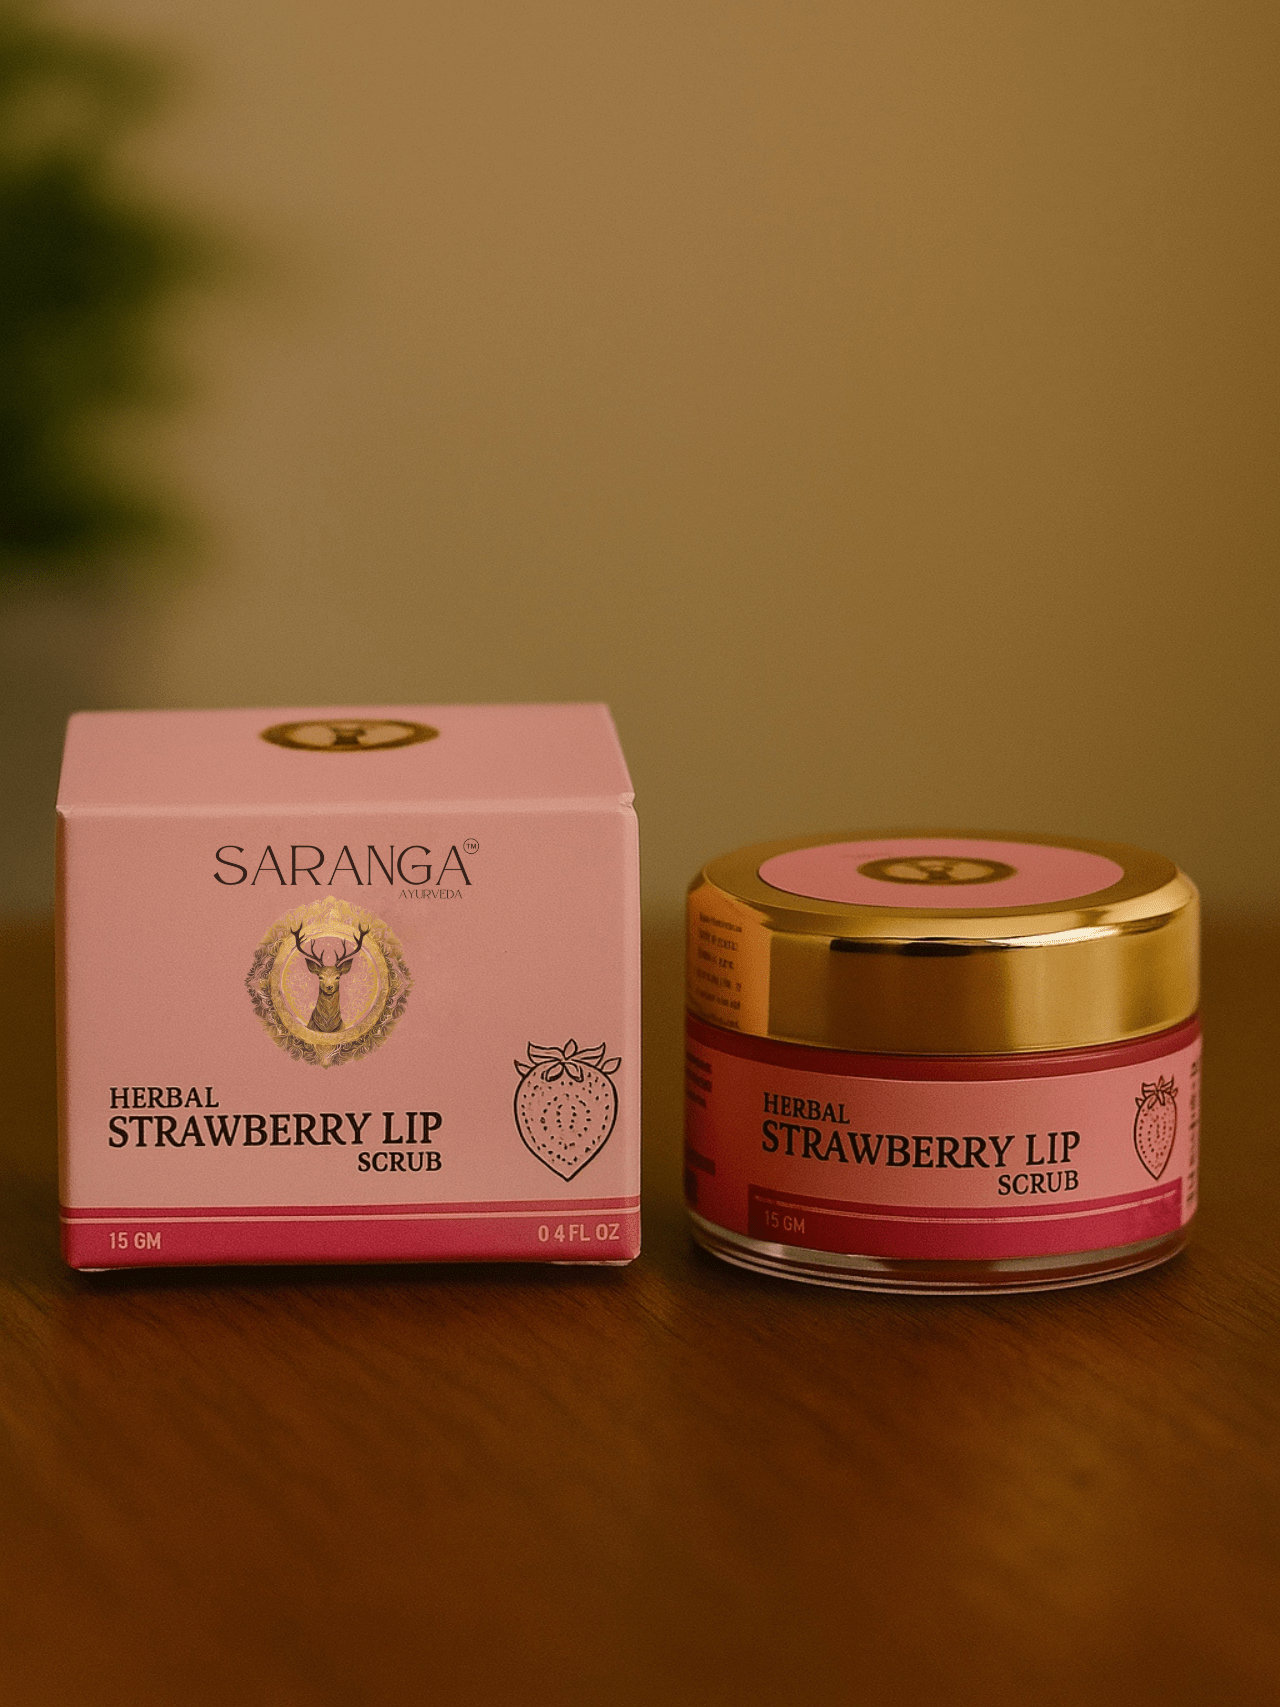 SARANGA™
AYURVEDA
HERBAL
STRAWBERRY LIP
SCRUB
15 GM
0 4 FL OZ
HERBAL
STRAWBERRY LIP
SCRUB
15 GM